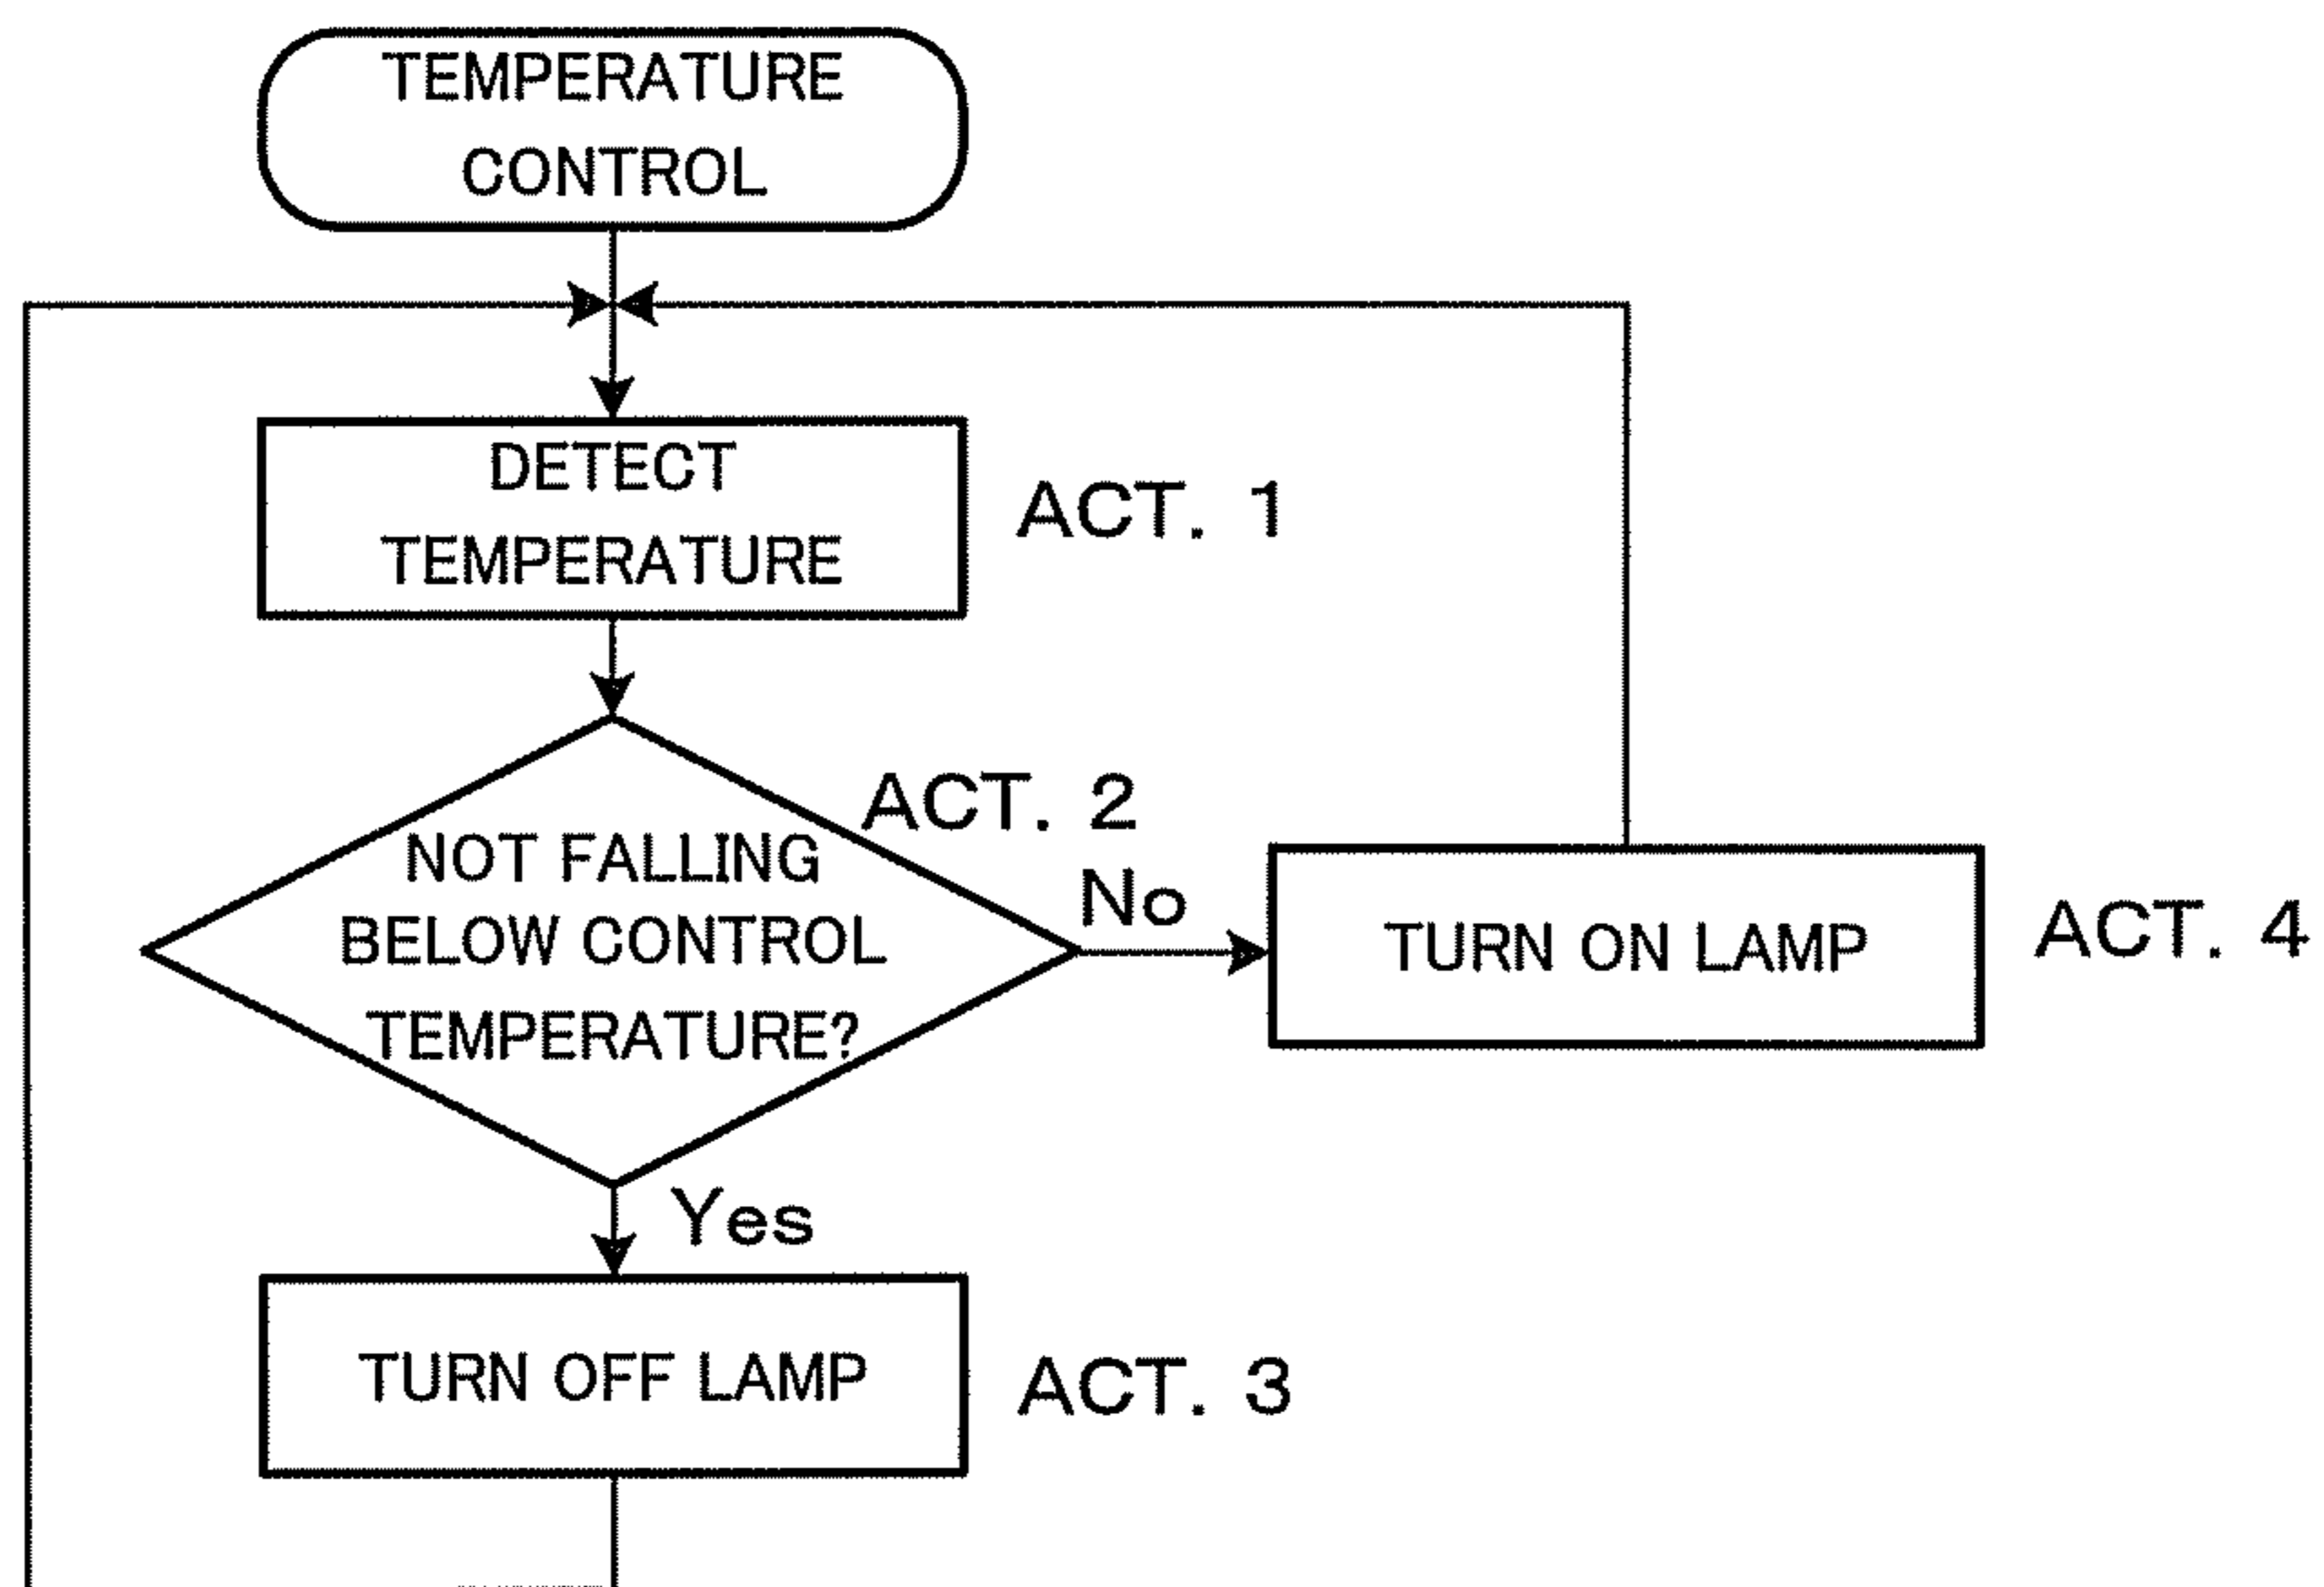 TEMPERATURE
CONTROL
DETECT
TEMPERATURE
ACT. 1
ACT. 2
NOT FALLING
BELOW CONTROL
TEMPERATURE?
No
TURN ON LAMP
ACT. 4
Yes
TURN OFF LAMP
ACT. 3